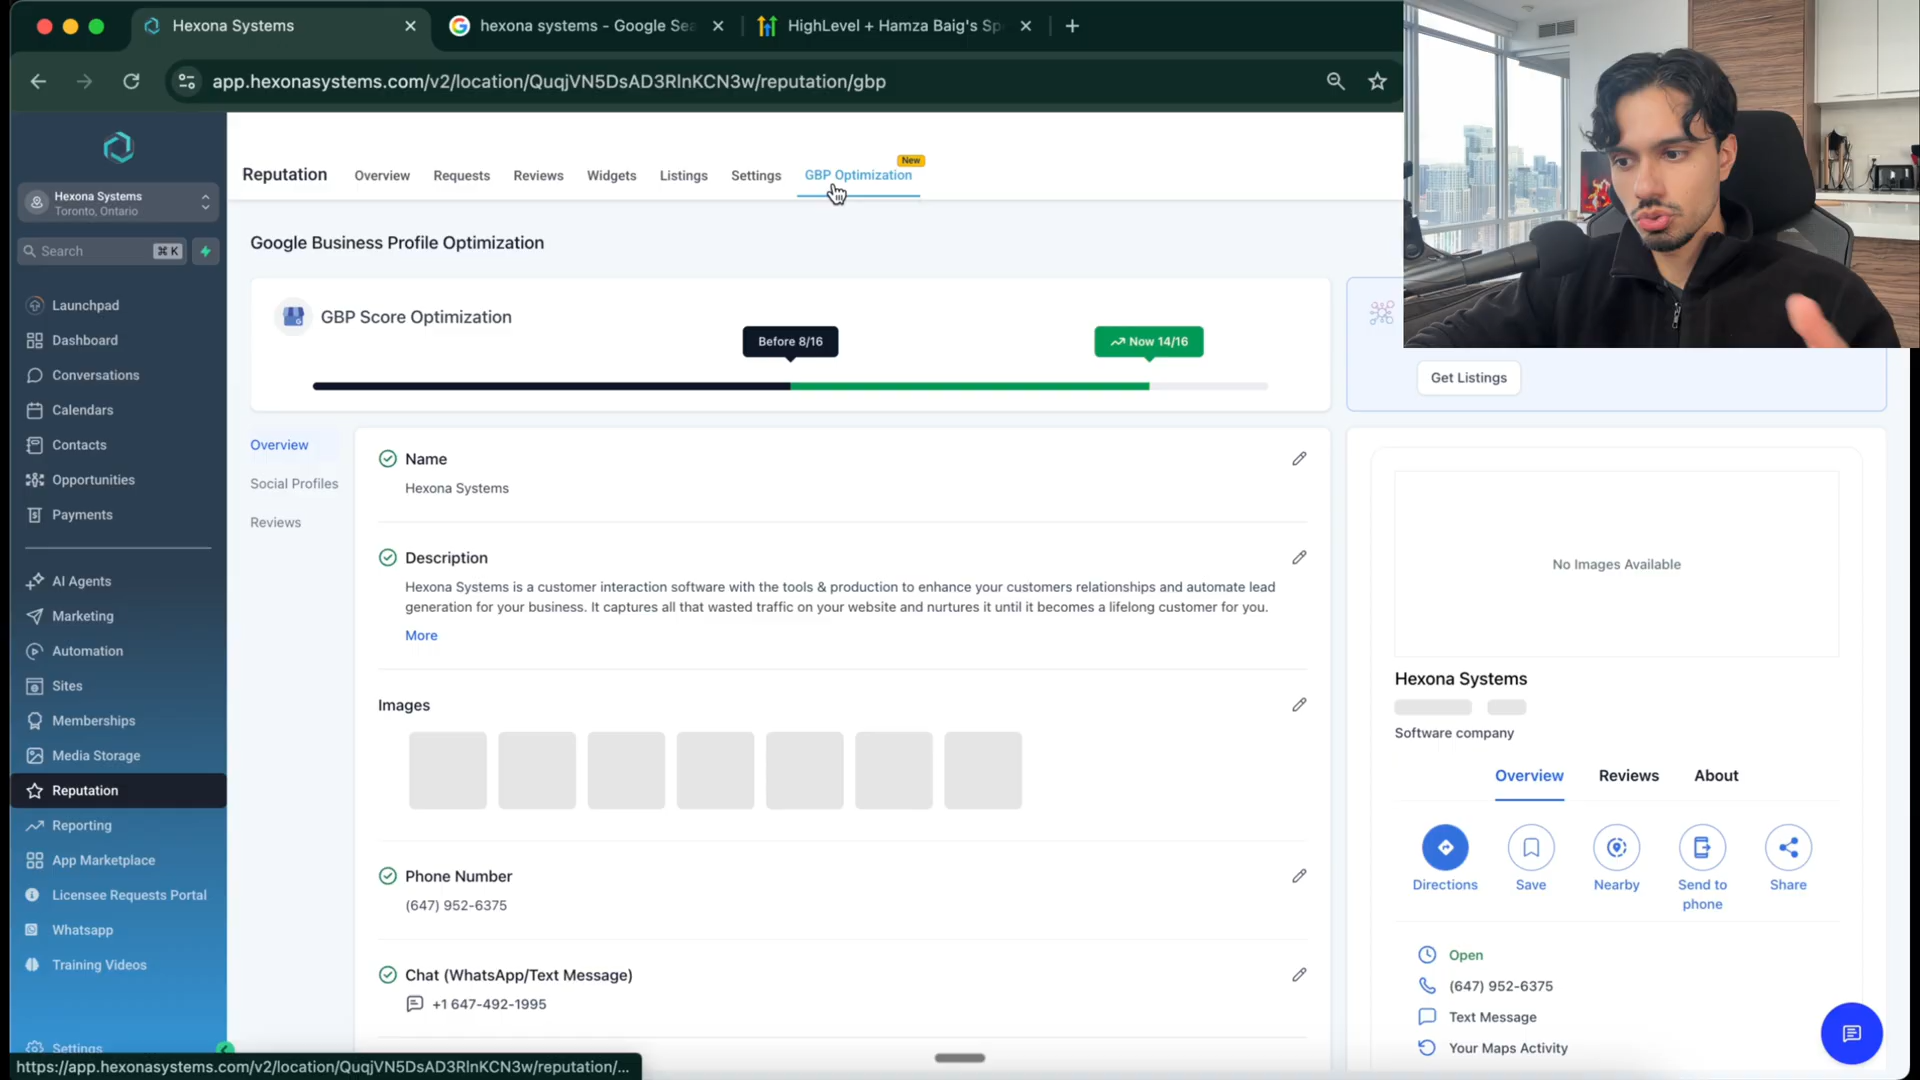 Hexona Systems
hexona systems - Google Sea
HighLevel + Hamza Baig's Sp
app.hexonasystems.com/v2/location/QuqjVN5DsAD3RlnKCN3w/reputation/gbp
Hexona Systems
Toronto, Ontario
Search
⌘ K
Launchpad
Dashboard
Conversations
Calendars
Contacts
Opportunities
Payments
AI Agents
Marketing
Automation
Sites
Memberships
Media Storage
Reputation
Reporting
App Marketplace
Licensee Requests Portal
Whatsapp
Training Videos
Settings
https://app.hexonasystems.com/v2/location/QuqjVN5DsAD3RlnKCN3w/reputation/...
Reputation
Overview
Requests
Reviews
Widgets
Listings
Settings
GBP Optimization
New
Google Business Profile Optimization
GBP Score Optimization
Before 8/16
Now 14/16
Get Listings
Overview
Social Profiles
Reviews
Name
Hexona Systems
Description
Hexona Systems is a customer interaction software with the tools & production to enhance your customers relationships and automate lead
generation for your business. It captures all that wasted traffic on your website and nurtures it until it becomes a lifelong customer for you.
More
Images
Phone Number
(647) 952-6375
Chat (WhatsApp/Text Message)
+1 647-492-1995
No Images Available
Hexona Systems
Software company
Overview
Reviews
About
Directions
Save
Nearby
Send to
phone
Share
Open
(647) 952-6375
Text Message
Your Maps Activity